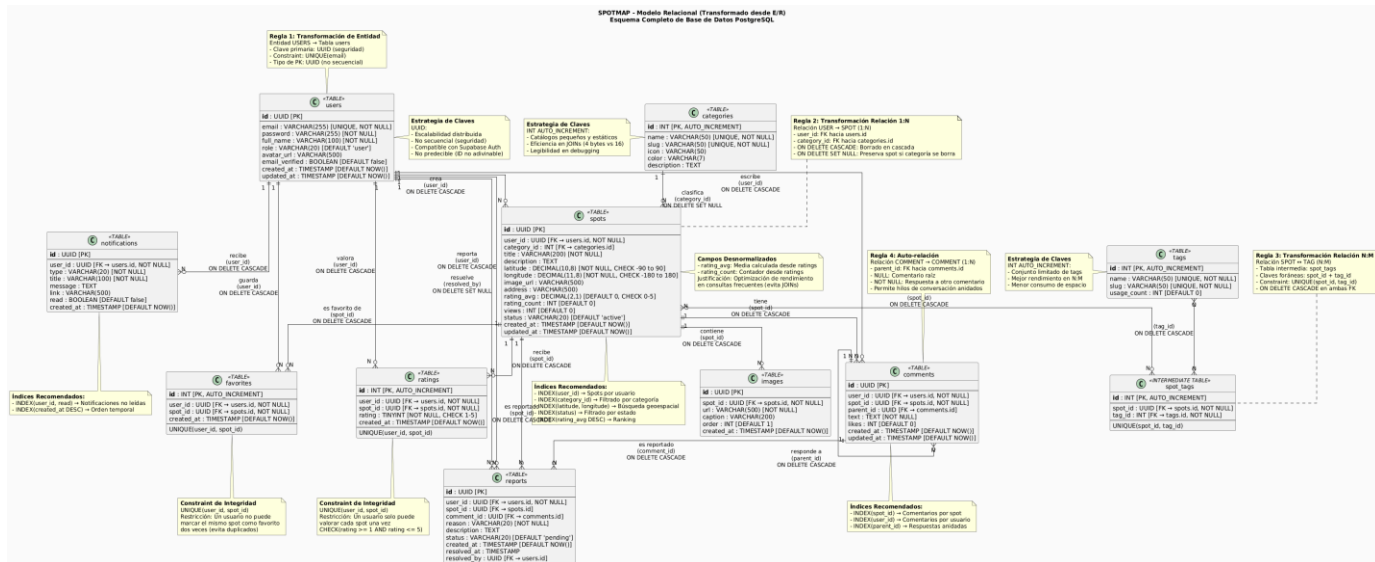 SPOTMAP - Modelo Relacional (Transformado desde E/R)
Esquema Completo de Base de Datos PostgreSQL
Regla 1: Transformación de Entidad
Entidad USERS → Tabla users
- Clave primaria: UUID (seguridad)
- Constraint: UNIQUE(email)
- Tipo de PK: UUID (no secuencial)
C
«TABLE»
users
id : UUID [PK]
email : VARCHAR(255) [UNIQUE, NOT NULL]
password : VARCHAR(255) [NOT NULL]
full_name : VARCHAR(100) [NOT NULL]
role : VARCHAR(20) [DEFAULT 'user']
avatar_url : VARCHAR(500)
email_verified : BOOLEAN [DEFAULT false]
created_at : TIMESTAMP [DEFAULT NOW()]
updated_at : TIMESTAMP [DEFAULT NOW()]
Estrategia de Claves
UUID:
- Escalabilidad distribuida
- No secuencial (seguridad)
- Compatible con Supabase Auth
- No predecible (ID no adivinable)
Estrategia de Claves
INT AUTO_INCREMENT:
- Catálogos pequeños y estáticos
- Eficiencia en JOINs (4 bytes vs 16)
- Legibilidad en debugging
C
«TABLE»
categories
id : INT [PK, AUTO_INCREMENT]
name : VARCHAR(50) [UNIQUE, NOT NULL]
slug : VARCHAR(50) [UNIQUE, NOT NULL]
icon : VARCHAR(50)
color : VARCHAR(7)
description : TEXT
Regla 2: Transformación Relación 1:N
Relación USER → SPOT (1:N)
- user_id: FK hacia users.id
- category_id: FK hacia categories.id
- ON DELETE CASCADE: Borrado en cascada
- ON DELETE SET NULL: Preserva spot si categoría se borra
crea
(user_id)
ON DELETE CASCADE
clasifica
(category_id)
ON DELETE SET NULL
escribe
(user_id)
ON DELETE CASCADE
C
«TABLE»
notifications
id : UUID [PK]
user_id : UUID [FK → users.id, NOT NULL]
type : VARCHAR(20) [NOT NULL]
title : VARCHAR(100) [NOT NULL]
message : TEXT
link : VARCHAR(500)
read : BOOLEAN [DEFAULT false]
created_at : TIMESTAMP [DEFAULT NOW()]
recibe
(user_id)
ON DELETE CASCADE
guarda
(user_id)
ON DELETE CASCADE
valora
(user_id)
ON DELETE CASCADE
reporta
(user_id)
ON DELETE CASCADE
resuelve
(resolved_by)
ON DELETE SET NULL
C
«TABLE»
spots
id : UUID [PK]
user_id : UUID [FK → users.id, NOT NULL]
category_id : INT [FK → categories.id]
title : VARCHAR(200) [NOT NULL]
description : TEXT
latitude : DECIMAL(10,8) [NOT NULL, CHECK -90 to 90]
longitude : DECIMAL(11,8) [NOT NULL, CHECK -180 to 180]
image_url : VARCHAR(500)
address : VARCHAR(500)
rating_avg : DECIMAL(2,1) [DEFAULT 0, CHECK 0-5]
rating_count : INT [DEFAULT 0]
views : INT [DEFAULT 0]
status : VARCHAR(20) [DEFAULT 'active']
created_at : TIMESTAMP [DEFAULT NOW()]
updated_at : TIMESTAMP [DEFAULT NOW()]
Campos Desnormalizados
- rating_avg: Media calculada desde ratings
- rating_count: Contador desde ratings
Justificación: Optimización de rendimiento
en consultas frecuentes (evita JOINs)
Regla 4: Auto-relación
Relación COMMENT → COMMENT (1:N)
- parent_id: FK hacia comments.id
- NULL: Comentario raíz
- NOT NULL: Respuesta a otro comentario
- Permite hilos de conversación anidados
Estrategia de Claves
INT AUTO_INCREMENT:
- Conjunto limitado de tags
- Mejor rendimiento en N:M
- Menor consumo de espacio
C
«TABLE»
tags
id : INT [PK, AUTO_INCREMENT]
name : VARCHAR(50) [UNIQUE, NOT NULL]
slug : VARCHAR(50) [UNIQUE, NOT NULL]
usage_count : INT [DEFAULT 0]
Regla 3: Transformación Relación N:M
Relación SPOT ↔ TAG (N:M)
- Tabla intermedia: spot_tags
- Claves foráneas: spot_id + tag_id
- Constraint: UNIQUE(spot_id, tag_id)
- ON DELETE CASCADE en ambas FK
es favorito de
(spot_id)
ON DELETE CASCADE
tiene
(spot_id)
ON DELETE CASCADE
(spot_id)
ON DELETE CASCADE
(tag_id)
ON DELETE CASCADE
contiene
(spot_id)
ON DELETE CASCADE
recibe
(spot_id)
ON DELETE CASCADE
Índices Recomendados:
- INDEX(user_id, read) → Notificaciones no leídas
- INDEX(created_at DESC) → Orden temporal
C
«TABLE»
favorites
id : INT [PK, AUTO_INCREMENT]
user_id : UUID [FK → users.id, NOT NULL]
spot_id : UUID [FK → spots.id, NOT NULL]
created_at : TIMESTAMP [DEFAULT NOW()]
UNIQUE(user_id, spot_id)
C
«TABLE»
ratings
id : INT [PK, AUTO_INCREMENT]
user_id : UUID [FK → users.id, NOT NULL]
spot_id : UUID [FK → spots.id, NOT NULL]
rating : TINYINT [NOT NULL, CHECK 1-5]
created_at : TIMESTAMP [DEFAULT NOW()]
UNIQUE(user_id, spot_id)
es reportado
(spot_id)
ON DELETE CASCADE
Índices Recomendados:
- INDEX(user_id) → Spots por usuario
- INDEX(category_id) → Filtrado por categoría
- INDEX(latitude, longitude) → Búsqueda geoespacial
- INDEX(status) → Filtrado por estado
- INDEX(rating_avg DESC) → Ranking
C
«TABLE»
images
id : UUID [PK]
spot_id : UUID [FK → spots.id, NOT NULL]
url : VARCHAR(500) [NOT NULL]
caption : VARCHAR(200)
order : INT [DEFAULT 1]
created_at : TIMESTAMP [DEFAULT NOW()]
C
«TABLE»
comments
id : UUID [PK]
user_id : UUID [FK → users.id, NOT NULL]
spot_id : UUID [FK → spots.id, NOT NULL]
parent_id : UUID [FK → comments.id]
text : TEXT [NOT NULL]
likes : INT [DEFAULT 0]
created_at : TIMESTAMP [DEFAULT NOW()]
updated_at : TIMESTAMP [DEFAULT NOW()]
C
«INTERMEDIATE TABLE»
spot_tags
id : INT [PK, AUTO_INCREMENT]
spot_id : UUID [FK → spots.id, NOT NULL]
tag_id : INT [FK → tags.id, NOT NULL]
UNIQUE(spot_id, tag_id)
es reportado
(comment_id)
ON DELETE CASCADE
responde a
(parent_id)
ON DELETE CASCADE
Constraint de Integridad
UNIQUE(user_id, spot_id)
Restricción: Un usuario no puede
marcar el mismo spot como favorito
dos veces (evita duplicados)
Constraint de Integridad
UNIQUE(user_id, spot_id)
Restricción: Un usuario solo puede
valorar cada spot una vez
CHECK(rating >= 1 AND rating <= 5)
C
«TABLE»
reports
id : UUID [PK]
user_id : UUID [FK → users.id, NOT NULL]
spot_id : UUID [FK → spots.id]
comment_id : UUID [FK → comments.id]
reason : VARCHAR(20) [NOT NULL]
description : TEXT
status : VARCHAR(20) [DEFAULT 'pending']
created_at : TIMESTAMP [DEFAULT NOW()]
resolved_at : TIMESTAMP
resolved_by : UUID [FK → users.id]
Índices Recomendados:
- INDEX(spot_id) → Comentarios por spot
- INDEX(user_id) → Comentarios por usuario
- INDEX(parent_id) → Respuestas anidadas